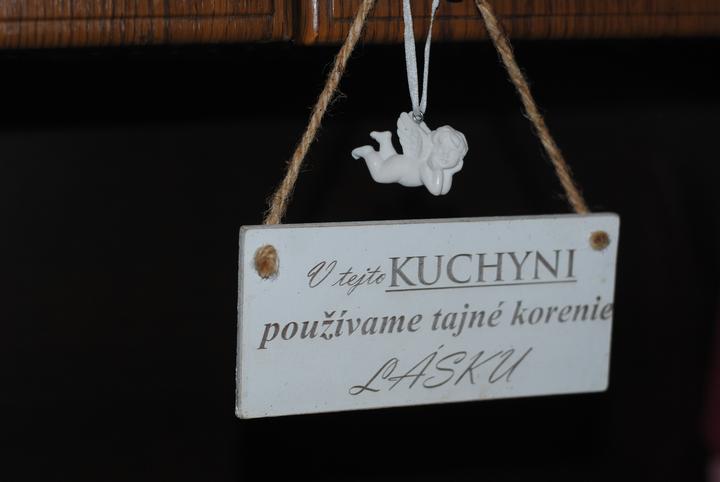 V tejto KUCHYNI
používame tajné korenie
LÁSKU